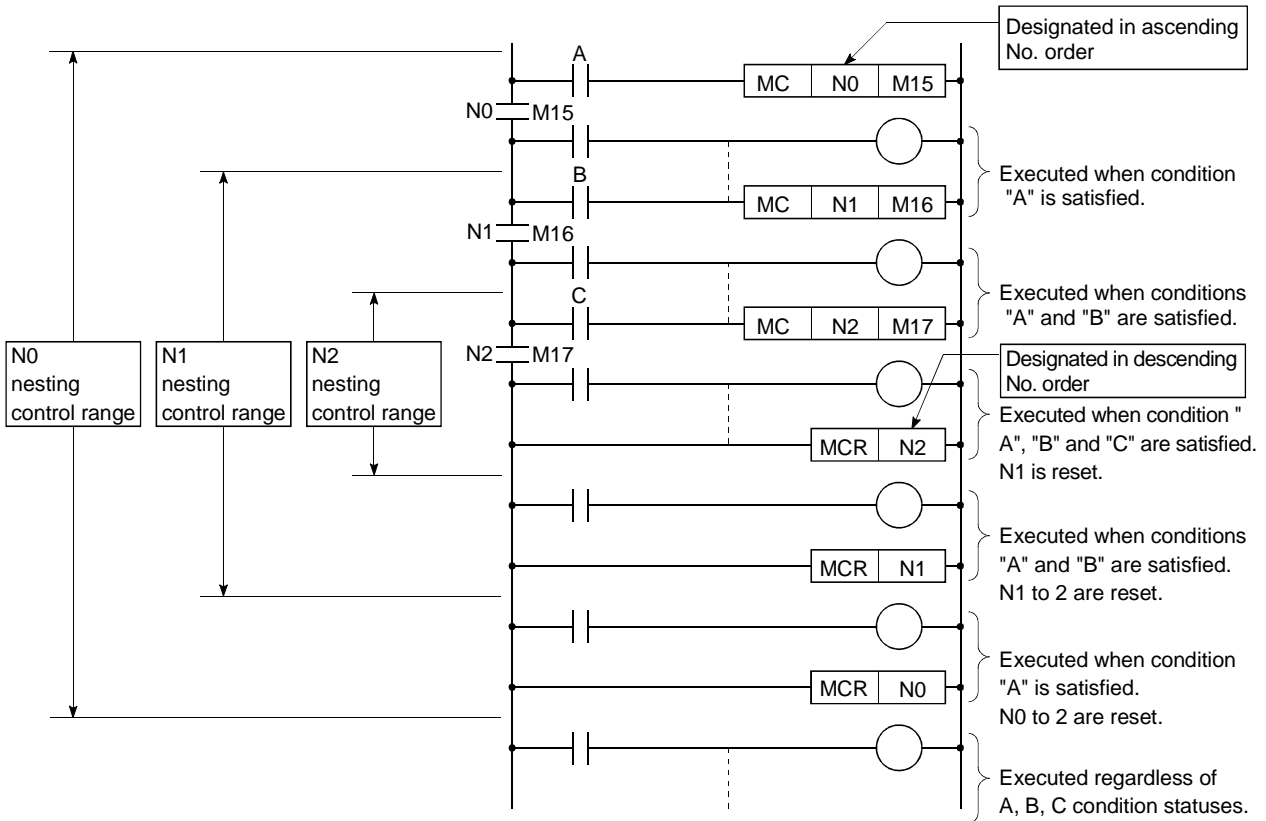 Designated in ascending
No. order
A
MC N0 M15
N0 M15
B
MC N1 M16
Executed when condition
"A" is satisfied.
N1 M16
C
MC N2 M17
Executed when conditions
"A" and "B" are satisfied.
N2 M17
N0
nesting
control range
N1
nesting
control range
N2
nesting
control range
Designated in descending
No. order
MCR N2
Executed when condition "
A", "B" and "C" are satisfied.
N1 is reset.
MCR N1
Executed when conditions
"A" and "B" are satisfied.
N1 to 2 are reset.
MCR N0
Executed when condition
"A" is satisfied.
N0 to 2 are reset.
Executed regardless of
A, B, C condition statuses.